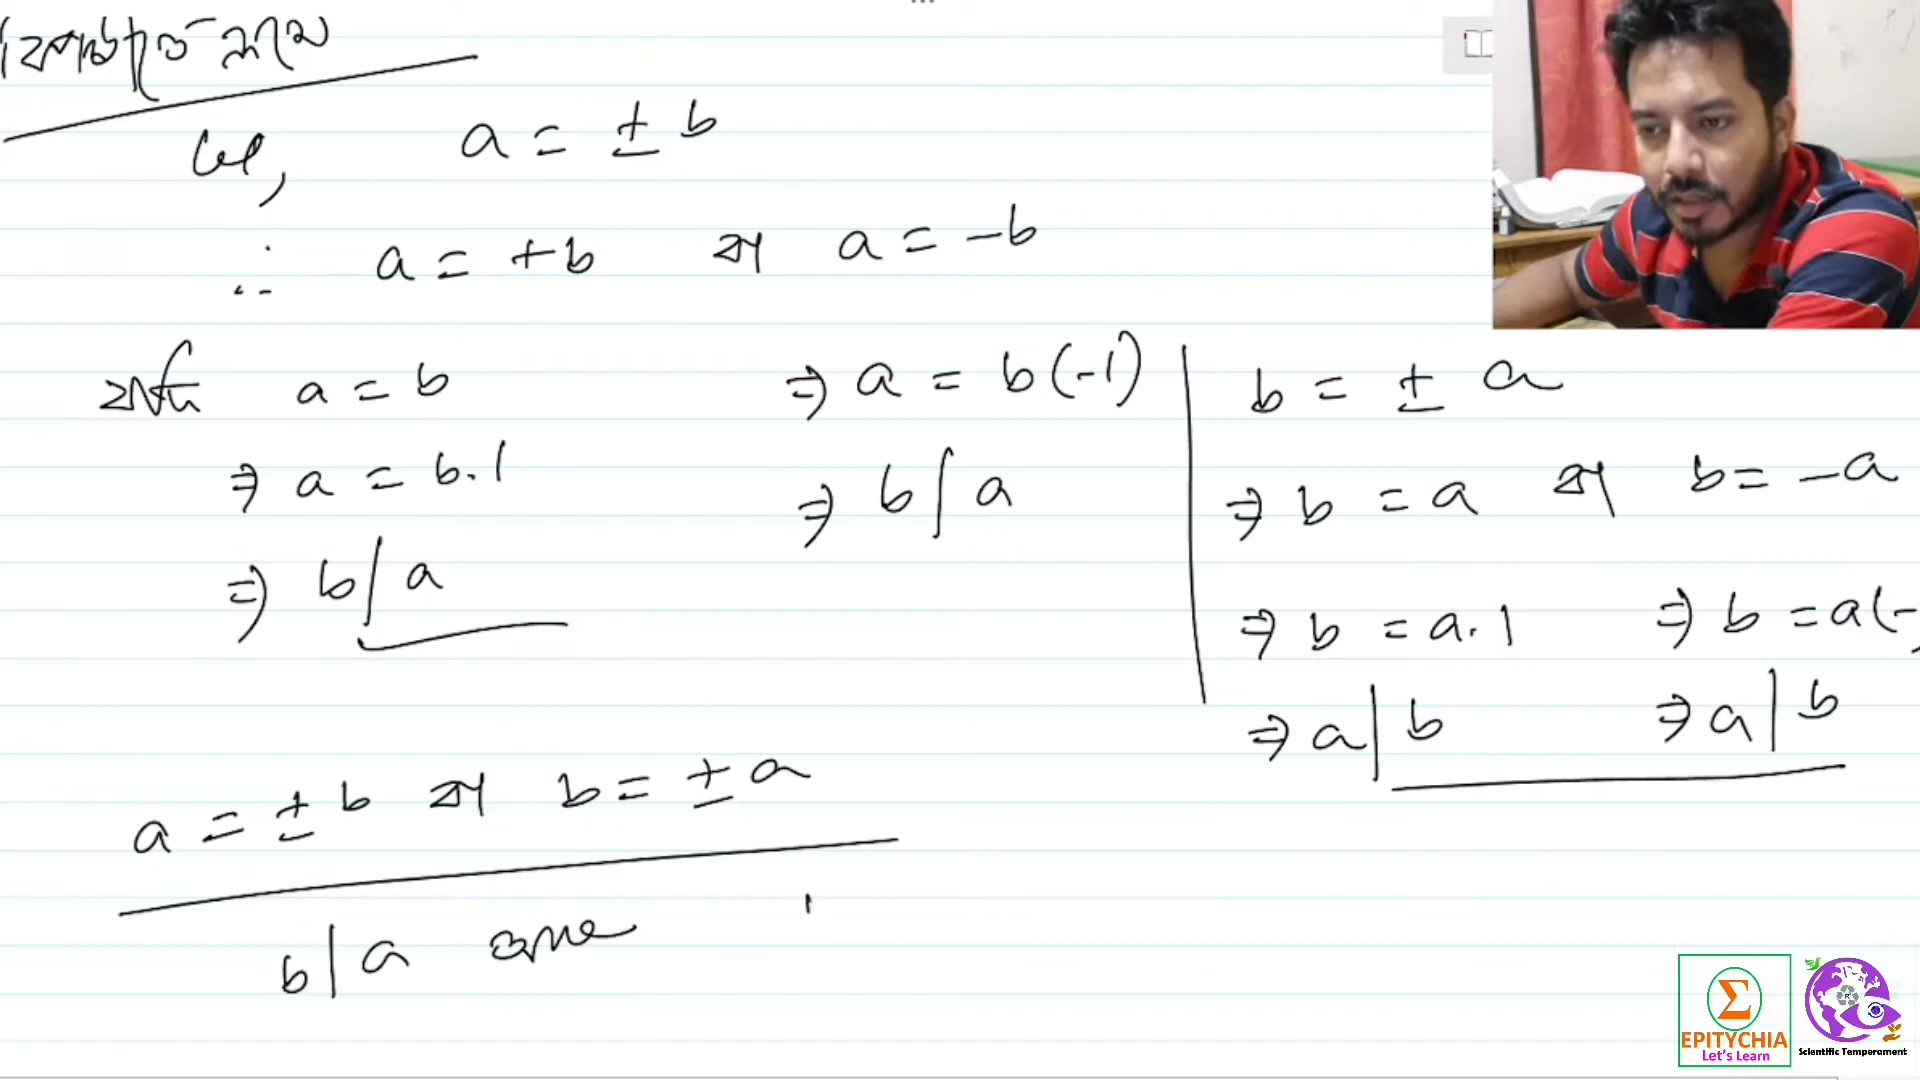 বিপরীত ক্রমে
ধরি, a = ± b
∴ a = +b বা a = -b
যদি a = b
⇒ a = b.1
⇒ b | a
⇒ a = b(-1)
⇒ b | a
b = ± a
⇒ b = a বা b = -a
⇒ b = a.1 ⇒ b = a(-
⇒ a | b ⇒ a | b
a = ± b বা b = ± a
b | a এবং
Σ
EPITYCHIA
Let's Learn
Scientific Temperament